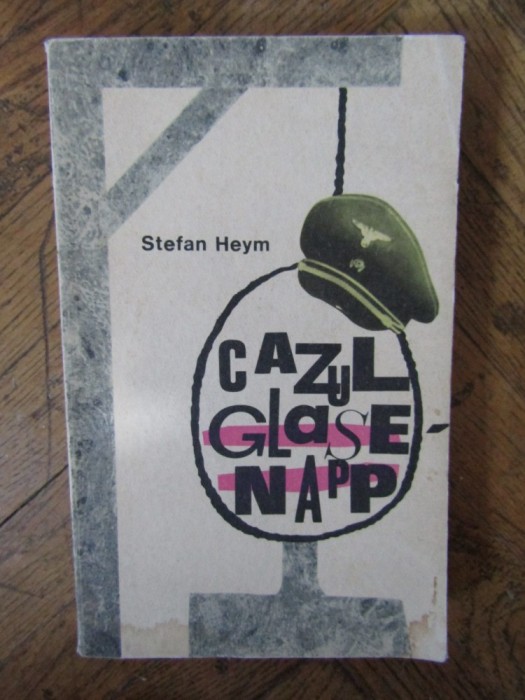 Stefan Heym
CAZUL
GLaSE-
NAPP